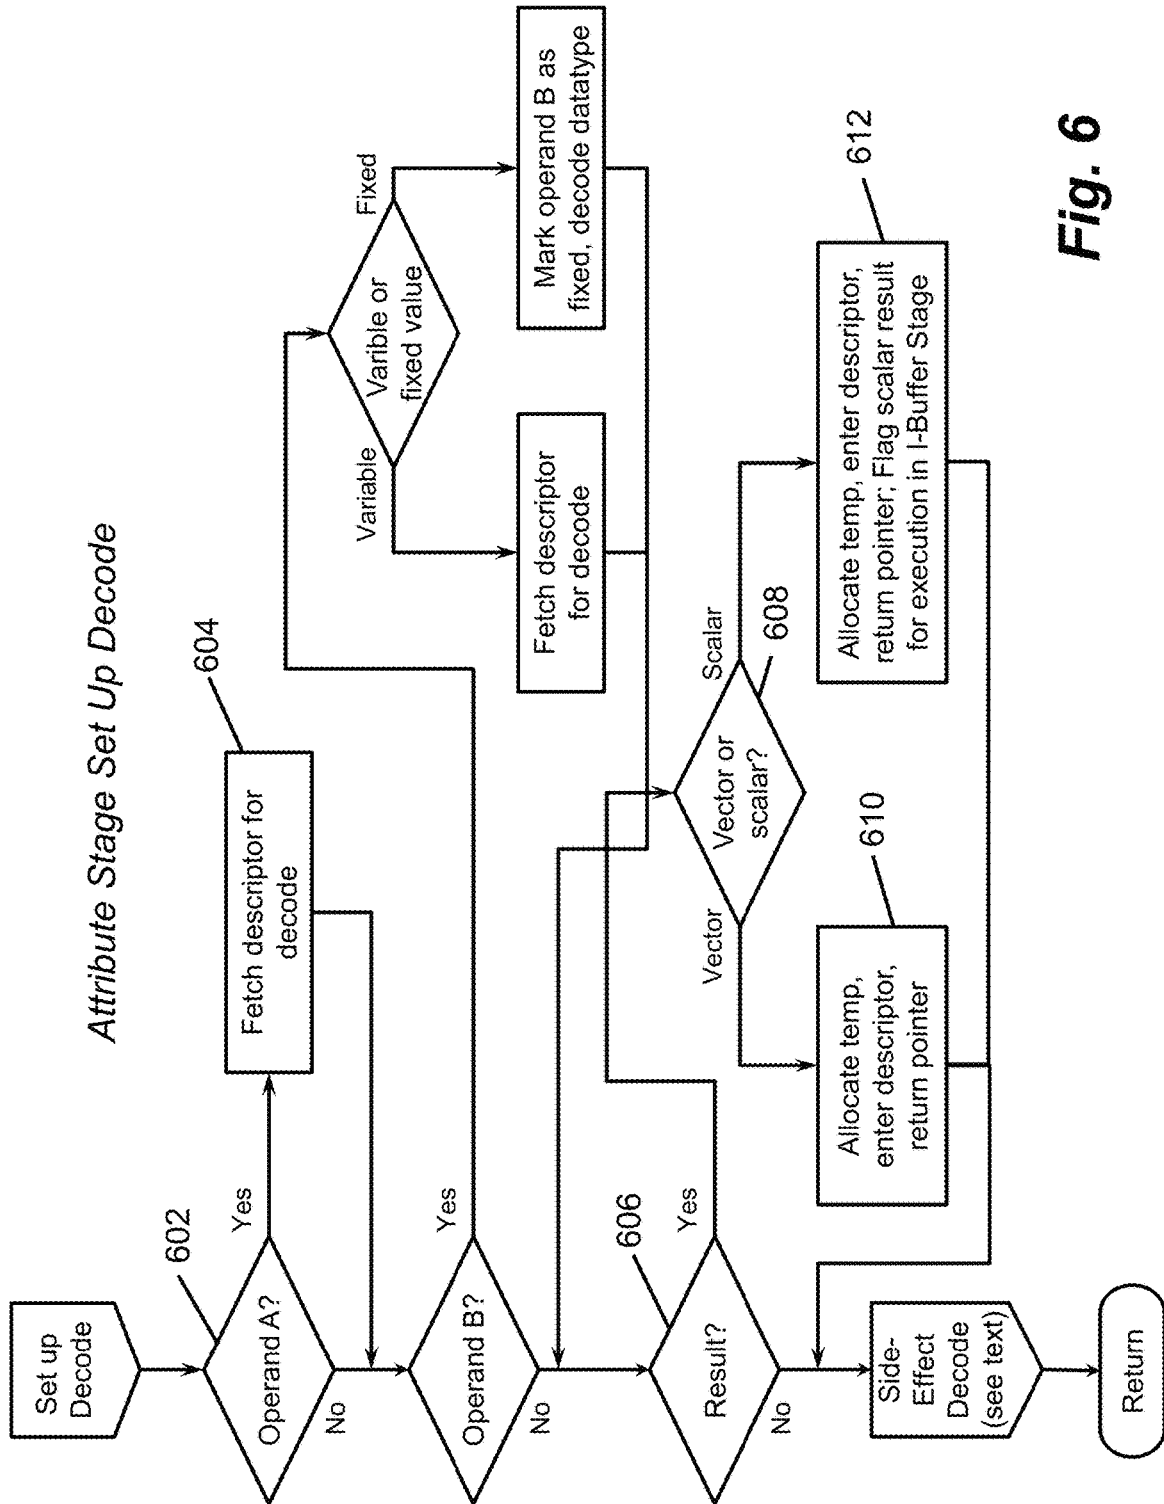 Attribute Stage Set Up Decode
Set up
Decode
602
Operand A?
Yes
No
604
Fetch descriptor for
decode
Operand B?
Yes
No
Varible or
fixed value
Variable
Fixed
Fetch descriptor
for decode
Mark operand B as
fixed, decode datatype
606
Result?
Yes
No
Vector or
scalar?
608
Vector
Scalar
610
Allocate temp,
enter descriptor,
return pointer
612
Allocate temp, enter descriptor,
return pointer; Flag scalar result
for execution in I-Buffer Stage
Side-
Effect
Decode
(see text)
Return
Fig. 6